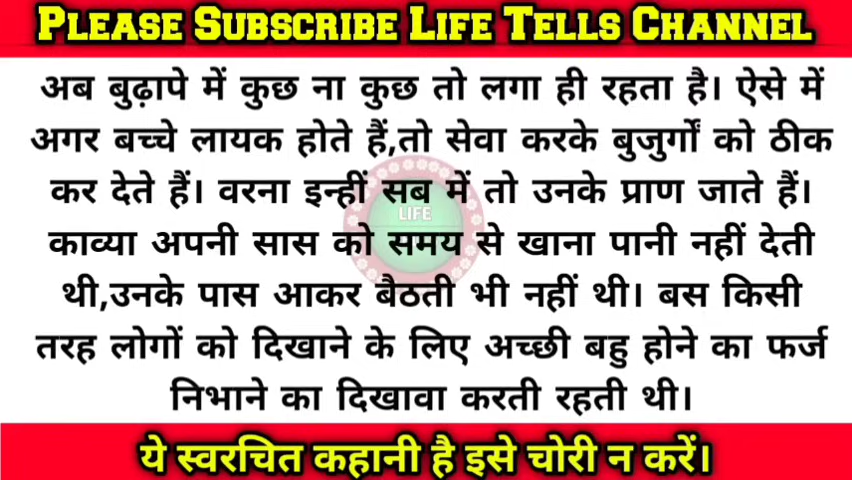 PLEASE SUBSCRIBE LIFE TELLS CHANNEL
अब बुढ़ापे में कुछ ना कुछ तो लगा ही रहता है। ऐसे में
अगर बच्चे लायक होते हैं,तो सेवा करके बुजुर्गों को ठीक
कर देते हैं। वरना इन्हीं सब में तो उनके प्राण जाते हैं।
LIFE
काव्या अपनी सास को समय से खाना पानी नहीं देती
थी,उनके पास आकर बैठती भी नहीं थी। बस किसी
तरह लोगों को दिखाने के लिए अच्छी बहु होने का फर्ज
निभाने का दिखावा करती रहती थी।
ये स्वरचित कहानी है इसे चोरी न करें।